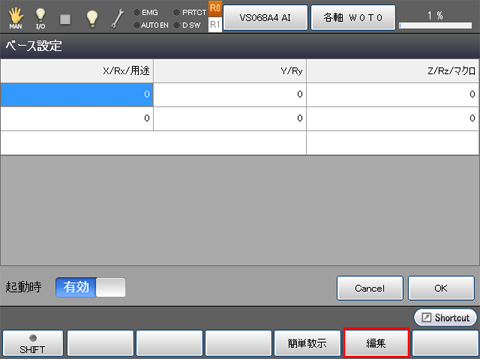 EMG PRTCT R0 VS068A4 AI 各軸 W0T0 1 %
MAN I/O AUTO EN D SW R1
ベース設定
X/Rx/用途 Y/Ry Z/Rz/マクロ
0 0 0
0 0 0
起動時 有効 Cancel OK
Shortcut
SHIFT 簡単教示 編集